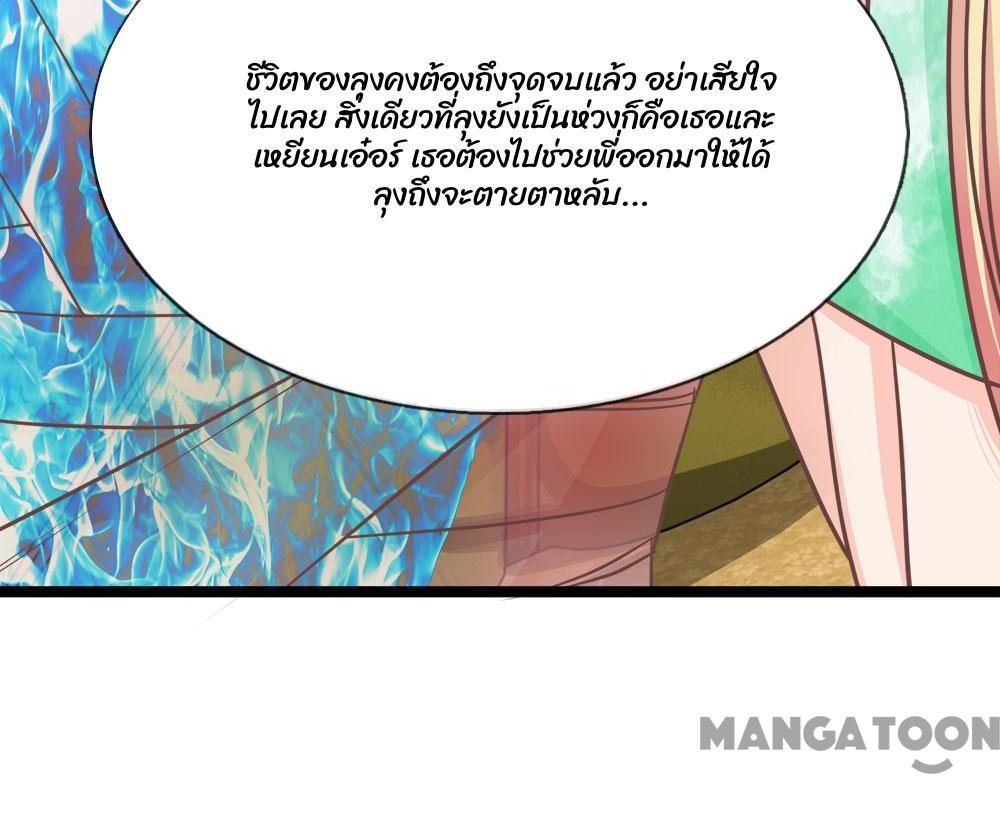 ชีวิตของลุงคงต้องถึงจุดจบแล้ว อย่าเสียใจ
ไปเลย สิ่งเดียวที่ลุงยังเป็นห่วงก็คือเธอและ
เหยียนเอ๋อร์ เธอต้องไปช่วยพี่ออกมาให้ได้
ลุงถึงจะตายตาหลับ...
MANGATOON